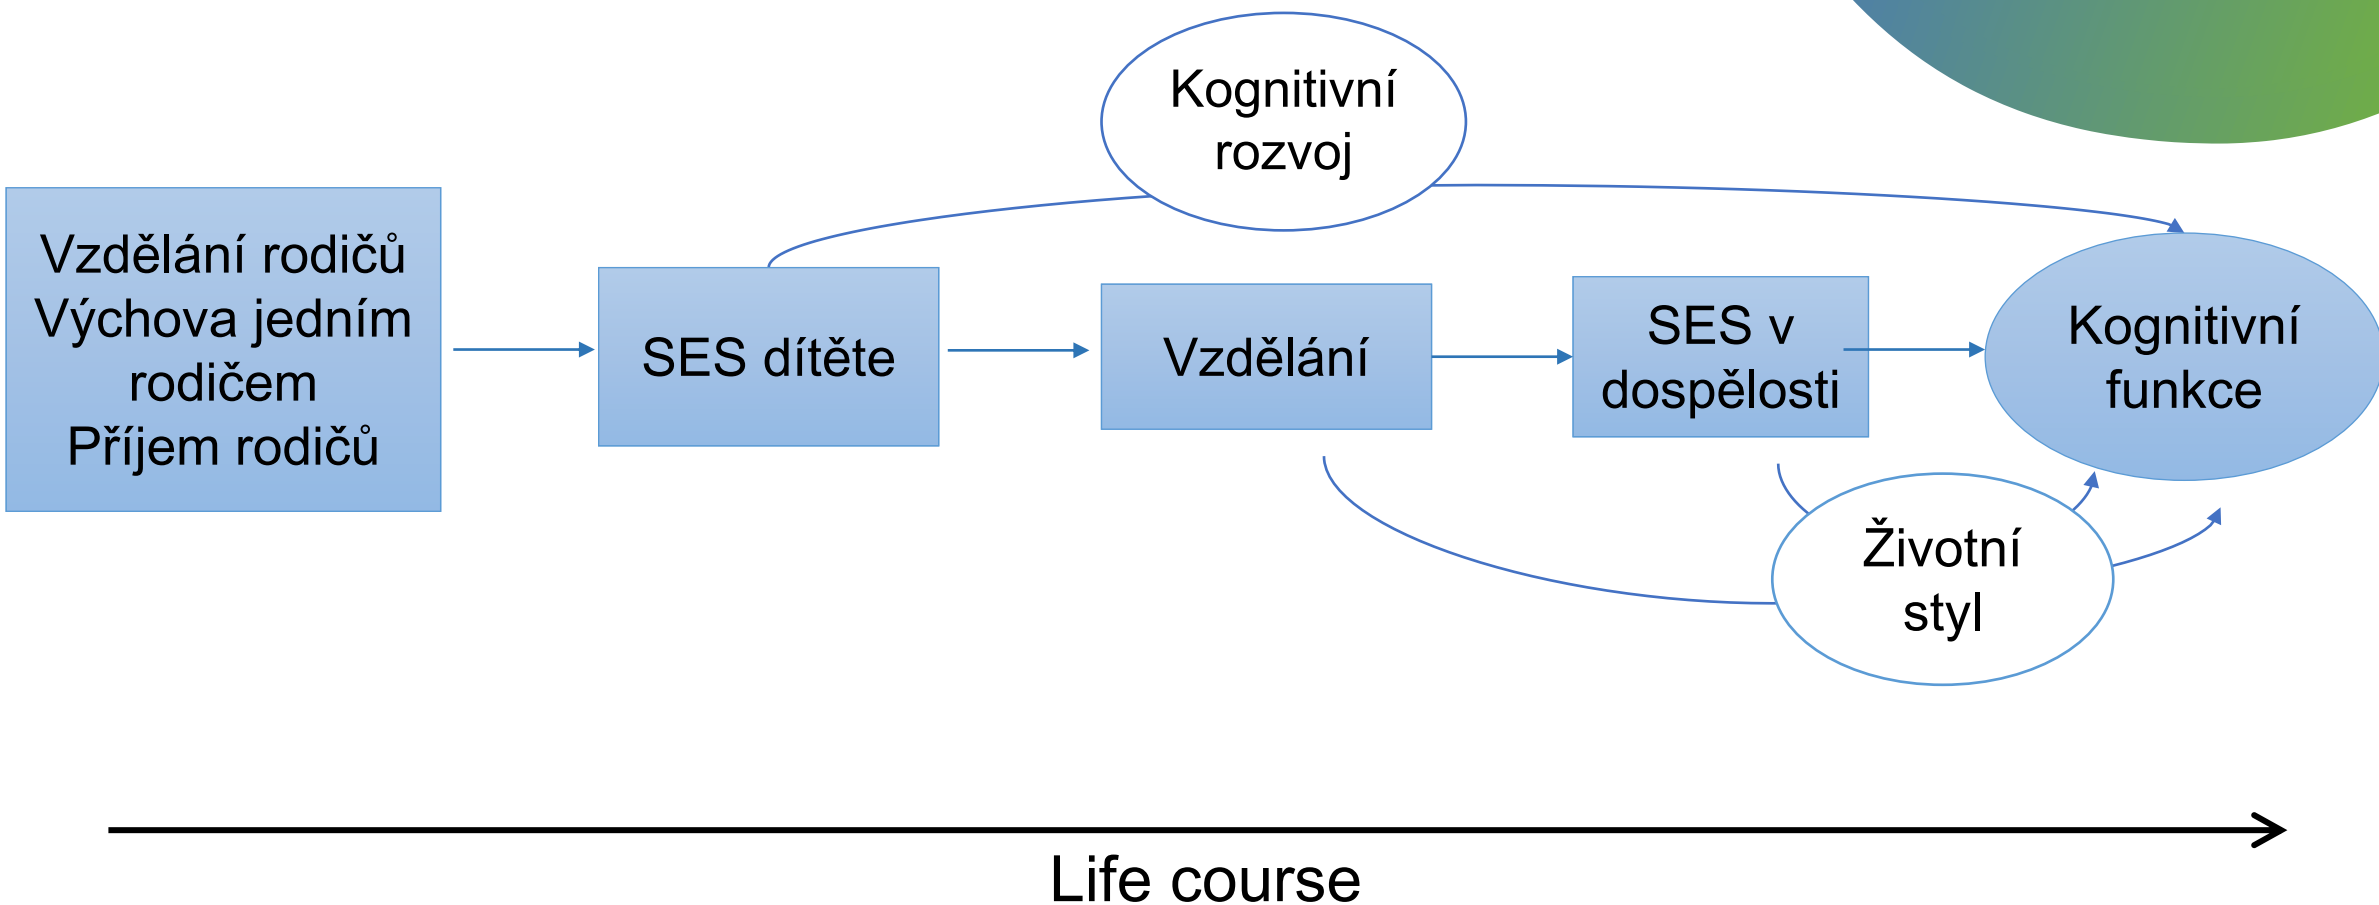 Kognitivní
rozvoj
Vzdělání rodičů
Výchova jedním
rodičem
Příjem rodičů
SES dítěte
Vzdělání
SES v
dospělosti
Kognitivní
funkce
Životní
styl
Life course